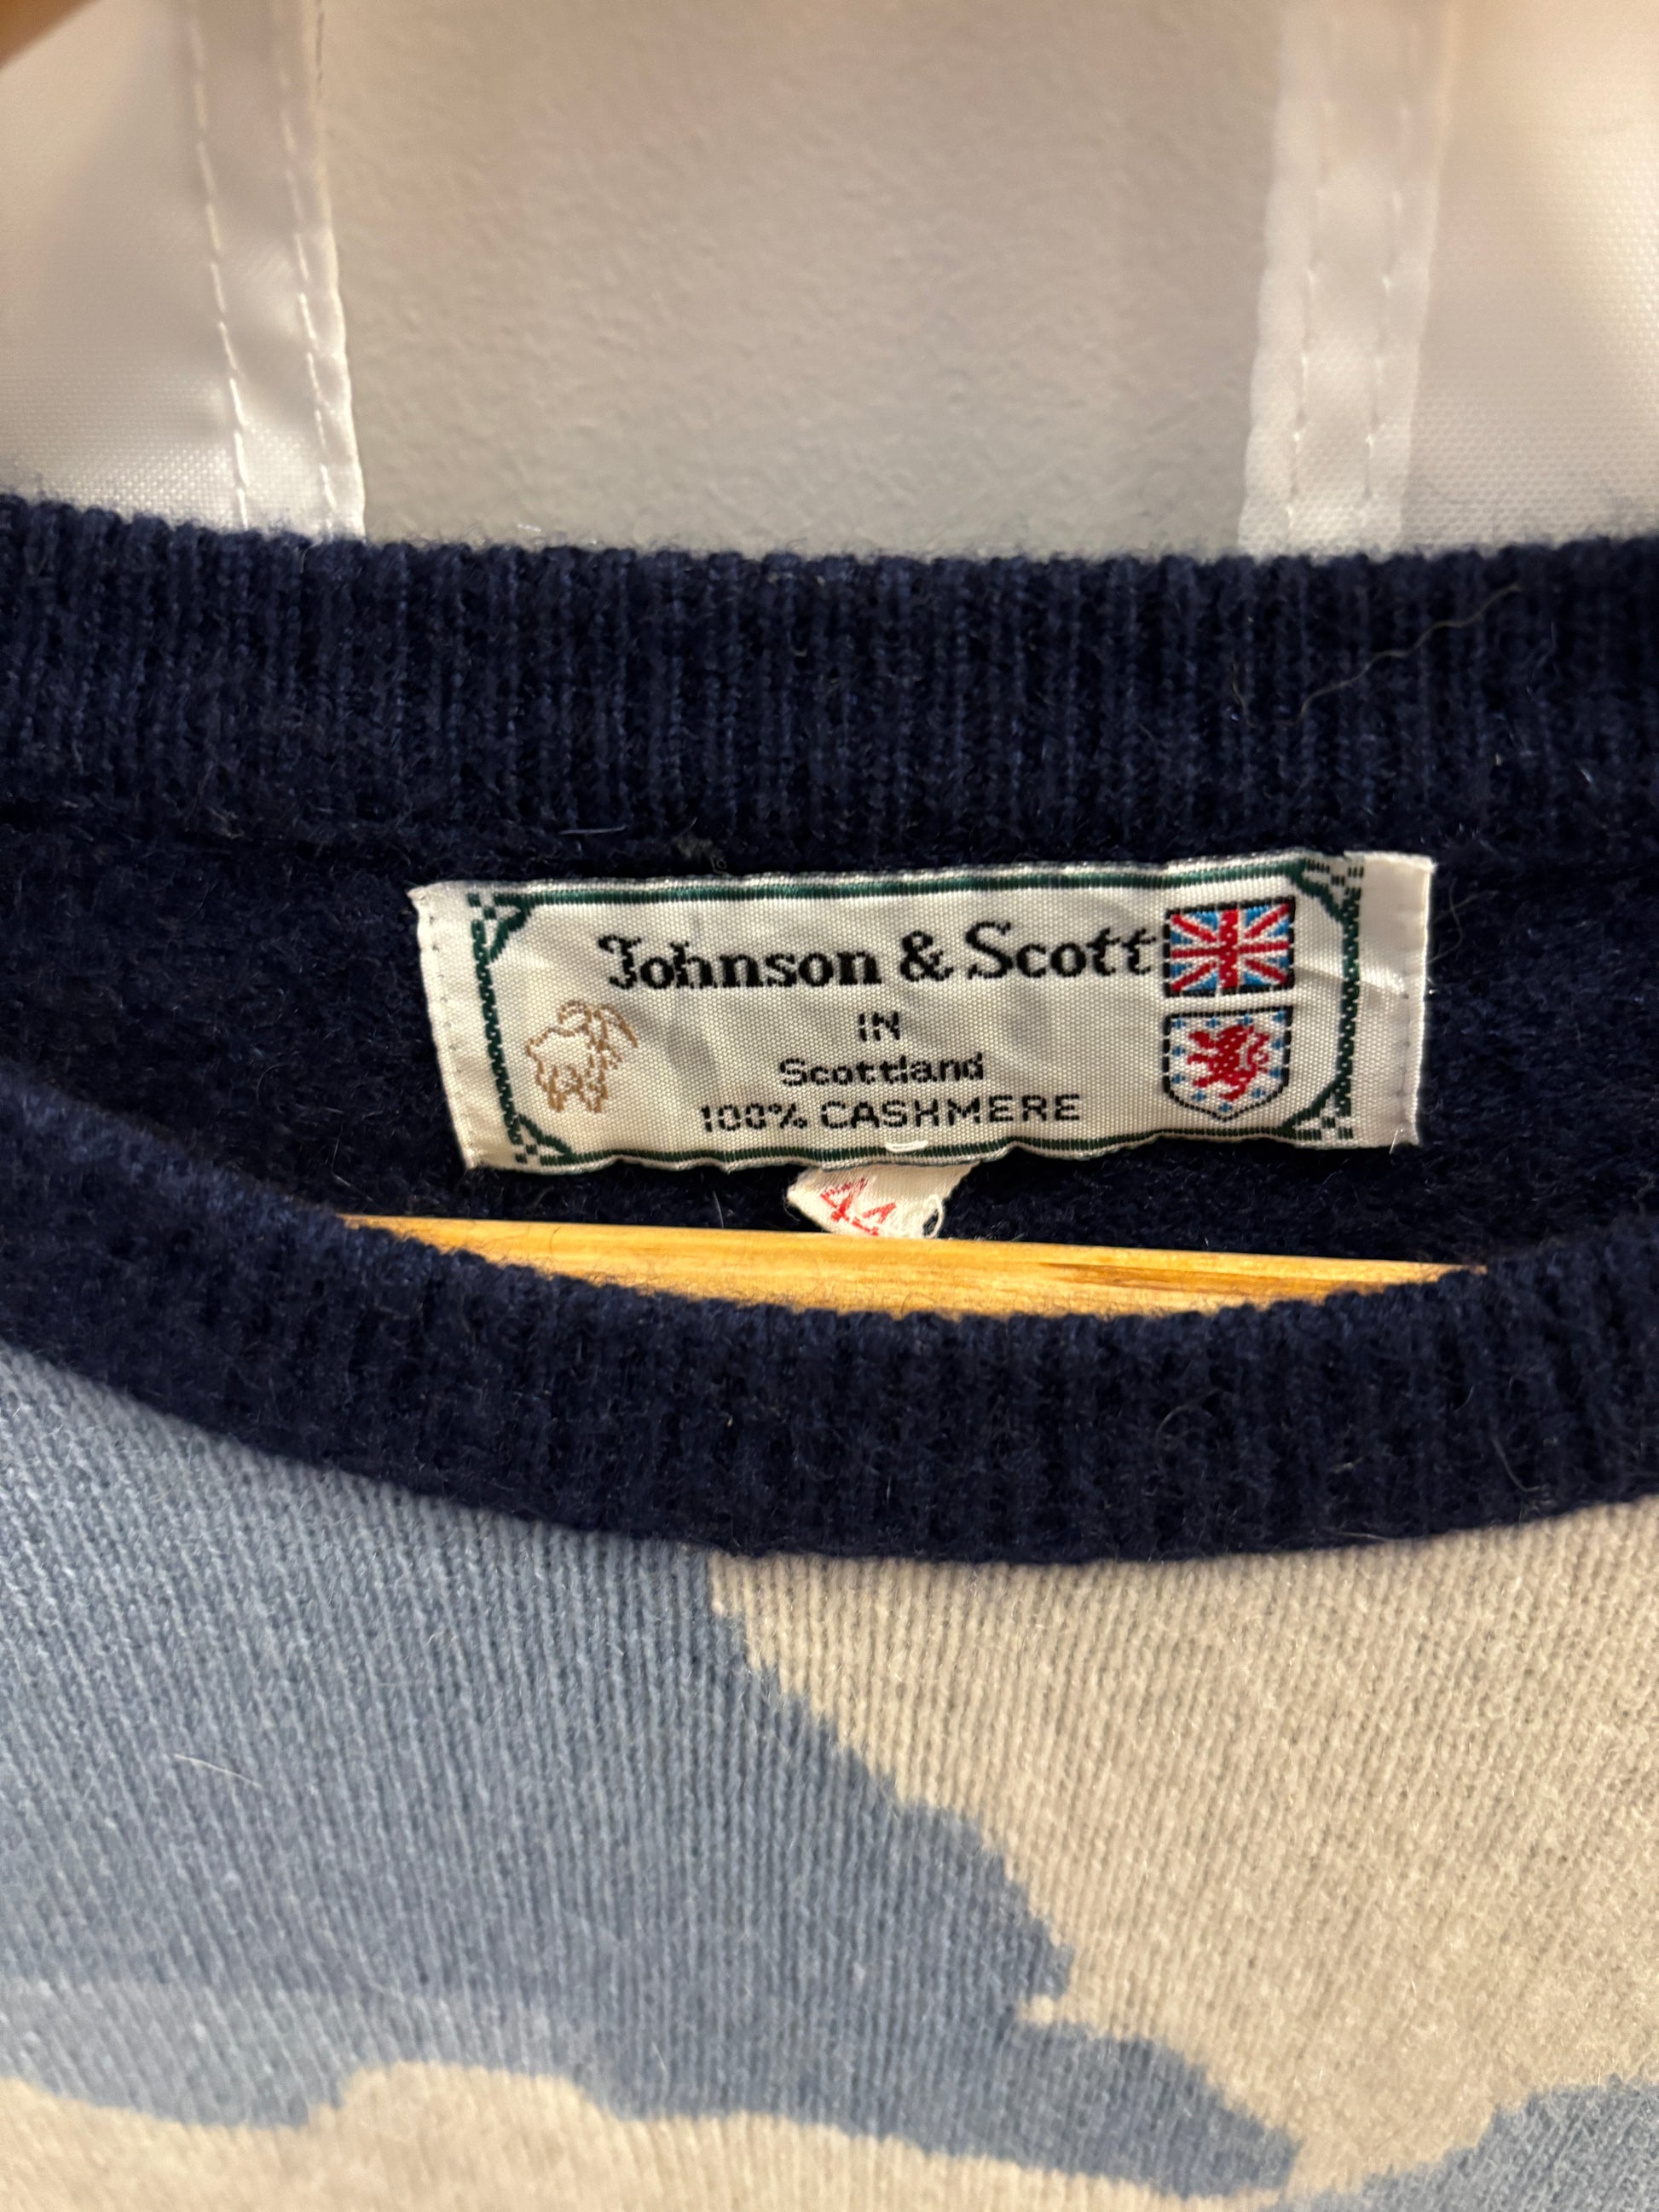 Johnson & Scott
IN
Scottland
100% CASHMERE
44